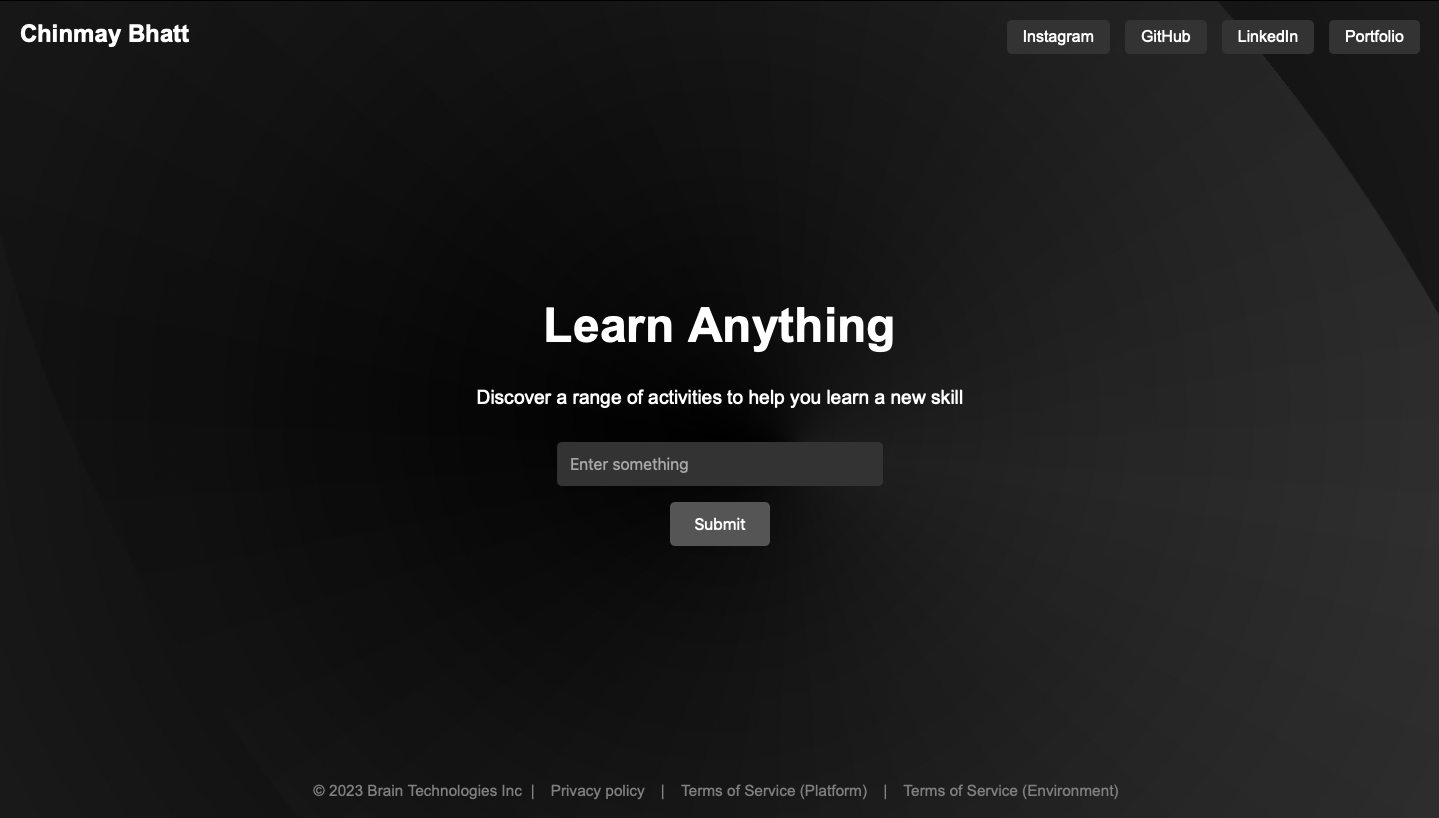 Chinmay Bhatt
Instagram GitHub LinkedIn Portfolio
Learn Anything
Discover a range of activities to help you learn a new skill
Enter something
Submit
© 2023 Brain Technologies Inc | Privacy policy | Terms of Service (Platform) | Terms of Service (Environment)